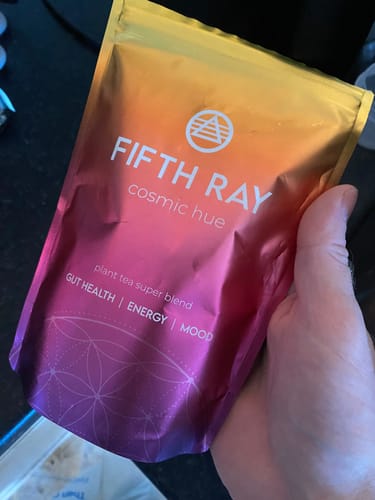 FIFTH RAY
cosmic hue
plant tea super blend
GUT HEALTH | ENERGY | MOOD